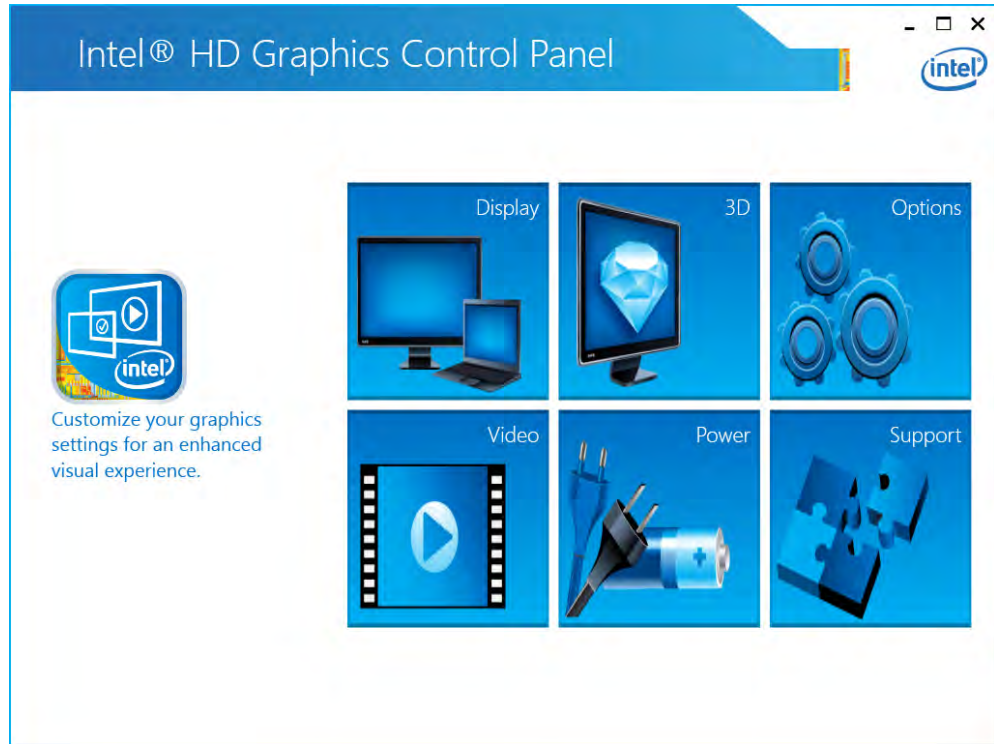 Intel® HD Graphics Control Panel
intel®
Display
3D
Options
intel®
Customize your graphics
settings for an enhanced
visual experience.
Video
Power
Support